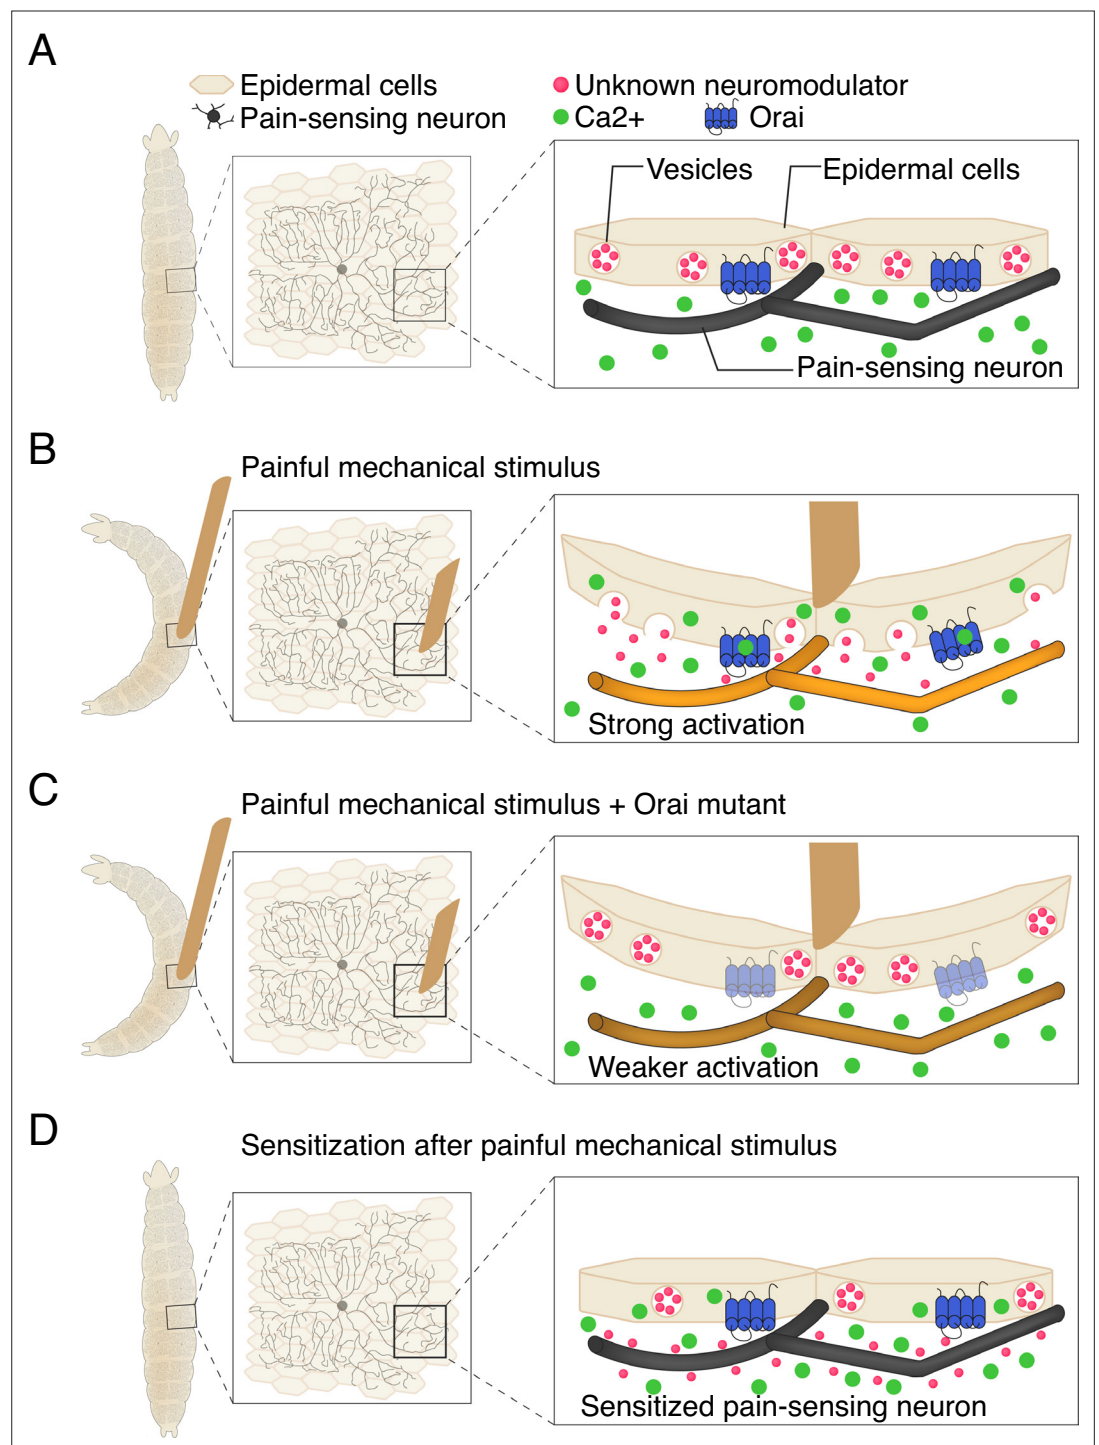 A
Epidermal cells
Unknown neuromodulator
Pain-sensing neuron
Ca2+
Orai
Vesicles
Epidermal cells
Pain-sensing neuron
B
Painful mechanical stimulus
Strong activation
C
Painful mechanical stimulus + Orai mutant
Weaker activation
D
Sensitization after painful mechanical stimulus
Sensitized pain-sensing neuron